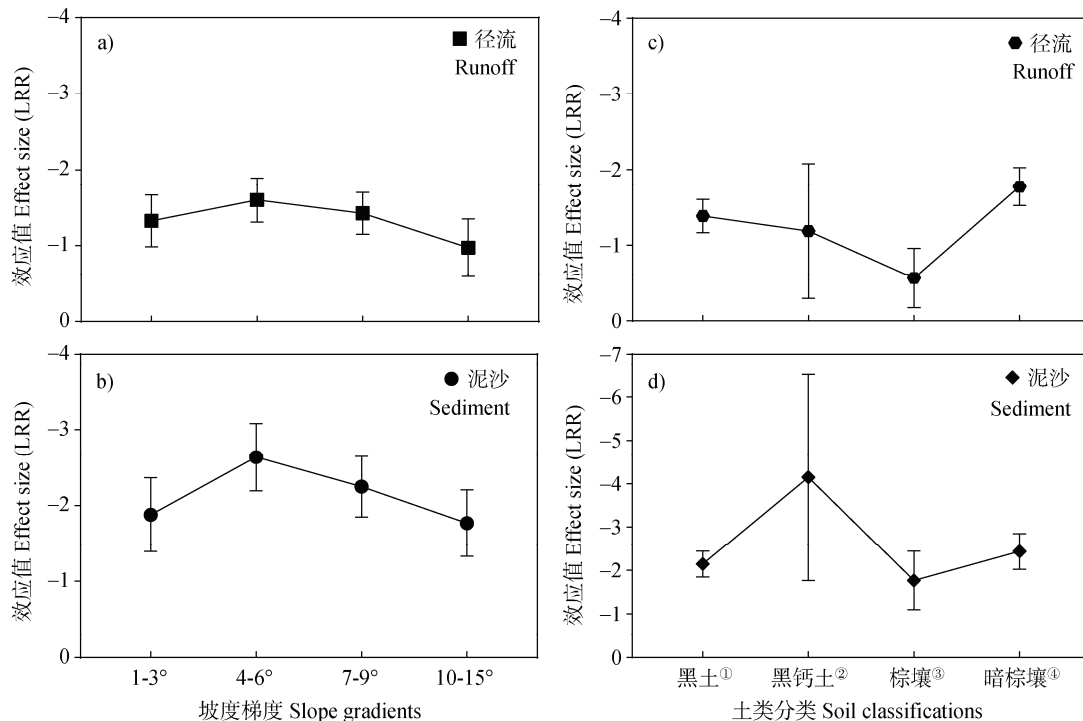 a)
径流
Runoff
−4
−3
−2
−1
0
效应值 Effect size (LRR)
b)
泥沙
Sediment
−4
−3
−2
−1
0
效应值 Effect size (LRR)
1-3°
4-6°
7-9°
10-15°
坡度梯度 Slope gradients
c)
径流
Runoff
−4
−3
−2
−1
0
效应值 Effect size (LRR)
d)
泥沙
Sediment
−7
−6
−5
−4
−3
−2
−1
0
效应值 Effect size (LRR)
黑土①
黑钙土②
棕壤③
暗棕壤④
土类分类 Soil classifications